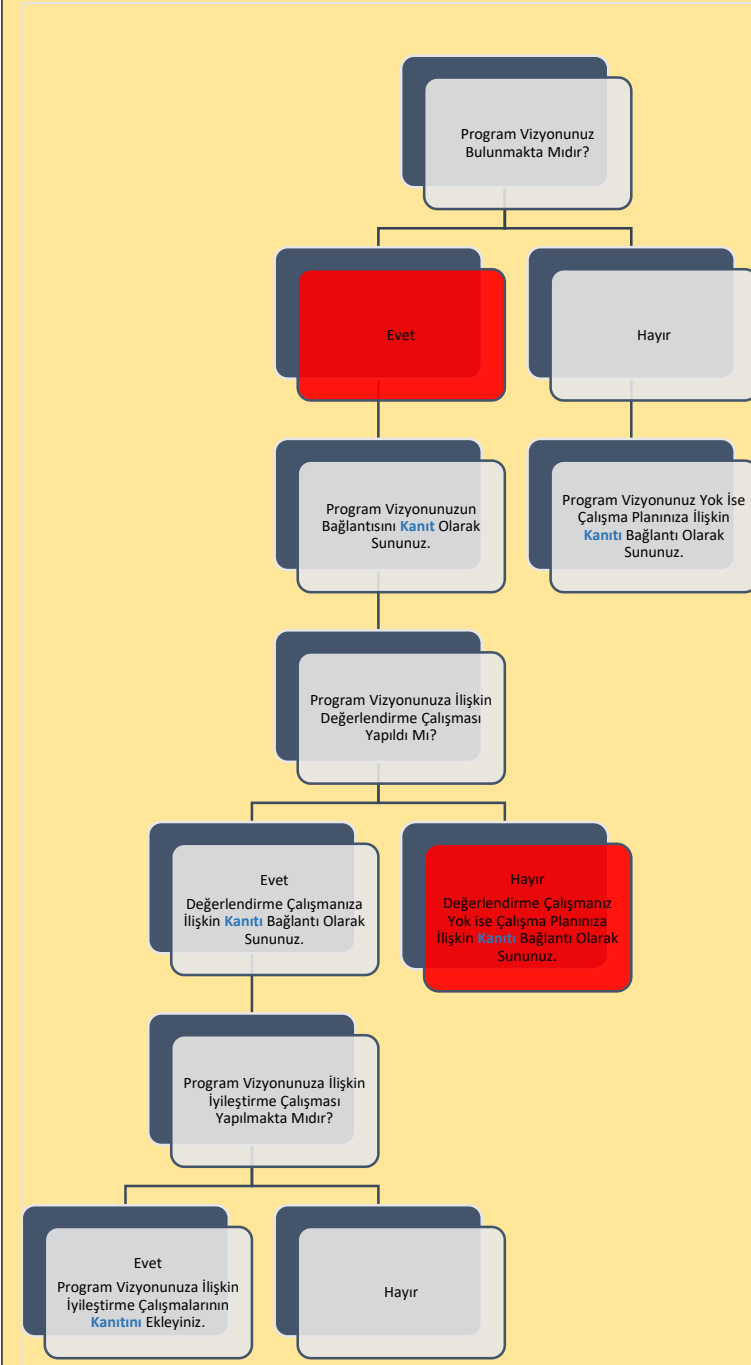 Program Vizyonunuz
Bulunmakta Mıdır?
Evet
Hayır
Program Vizyonunuzun
Bağlantısını Kanıt Olarak
Sununuz.
Program Vizyonunuz Yok İse
Çalışma Planınıza İlişkin
Kanıtı Bağlantı Olarak
Sununuz.
Program Vizyonunuza İlişkin
Değerlendirme Çalışması
Yapıldı Mı?
Evet
Değerlendirme Çalışmanıza
İlişkin Kanıtı Bağlantı Olarak
Sununuz.
Hayır
Değerlendirme Çalışmanız
Yok ise Çalışma Planınıza
İlişkin Kanıtı Bağlantı Olarak
Sununuz.
Program Vizyonunuza İlişkin
İyileştirme Çalışması
Yapılmakta Mıdır?
Evet
Program Vizyonunuza İlişkin
İyileştirme Çalışmalarının
Kanıtını Ekleyiniz.
Hayır